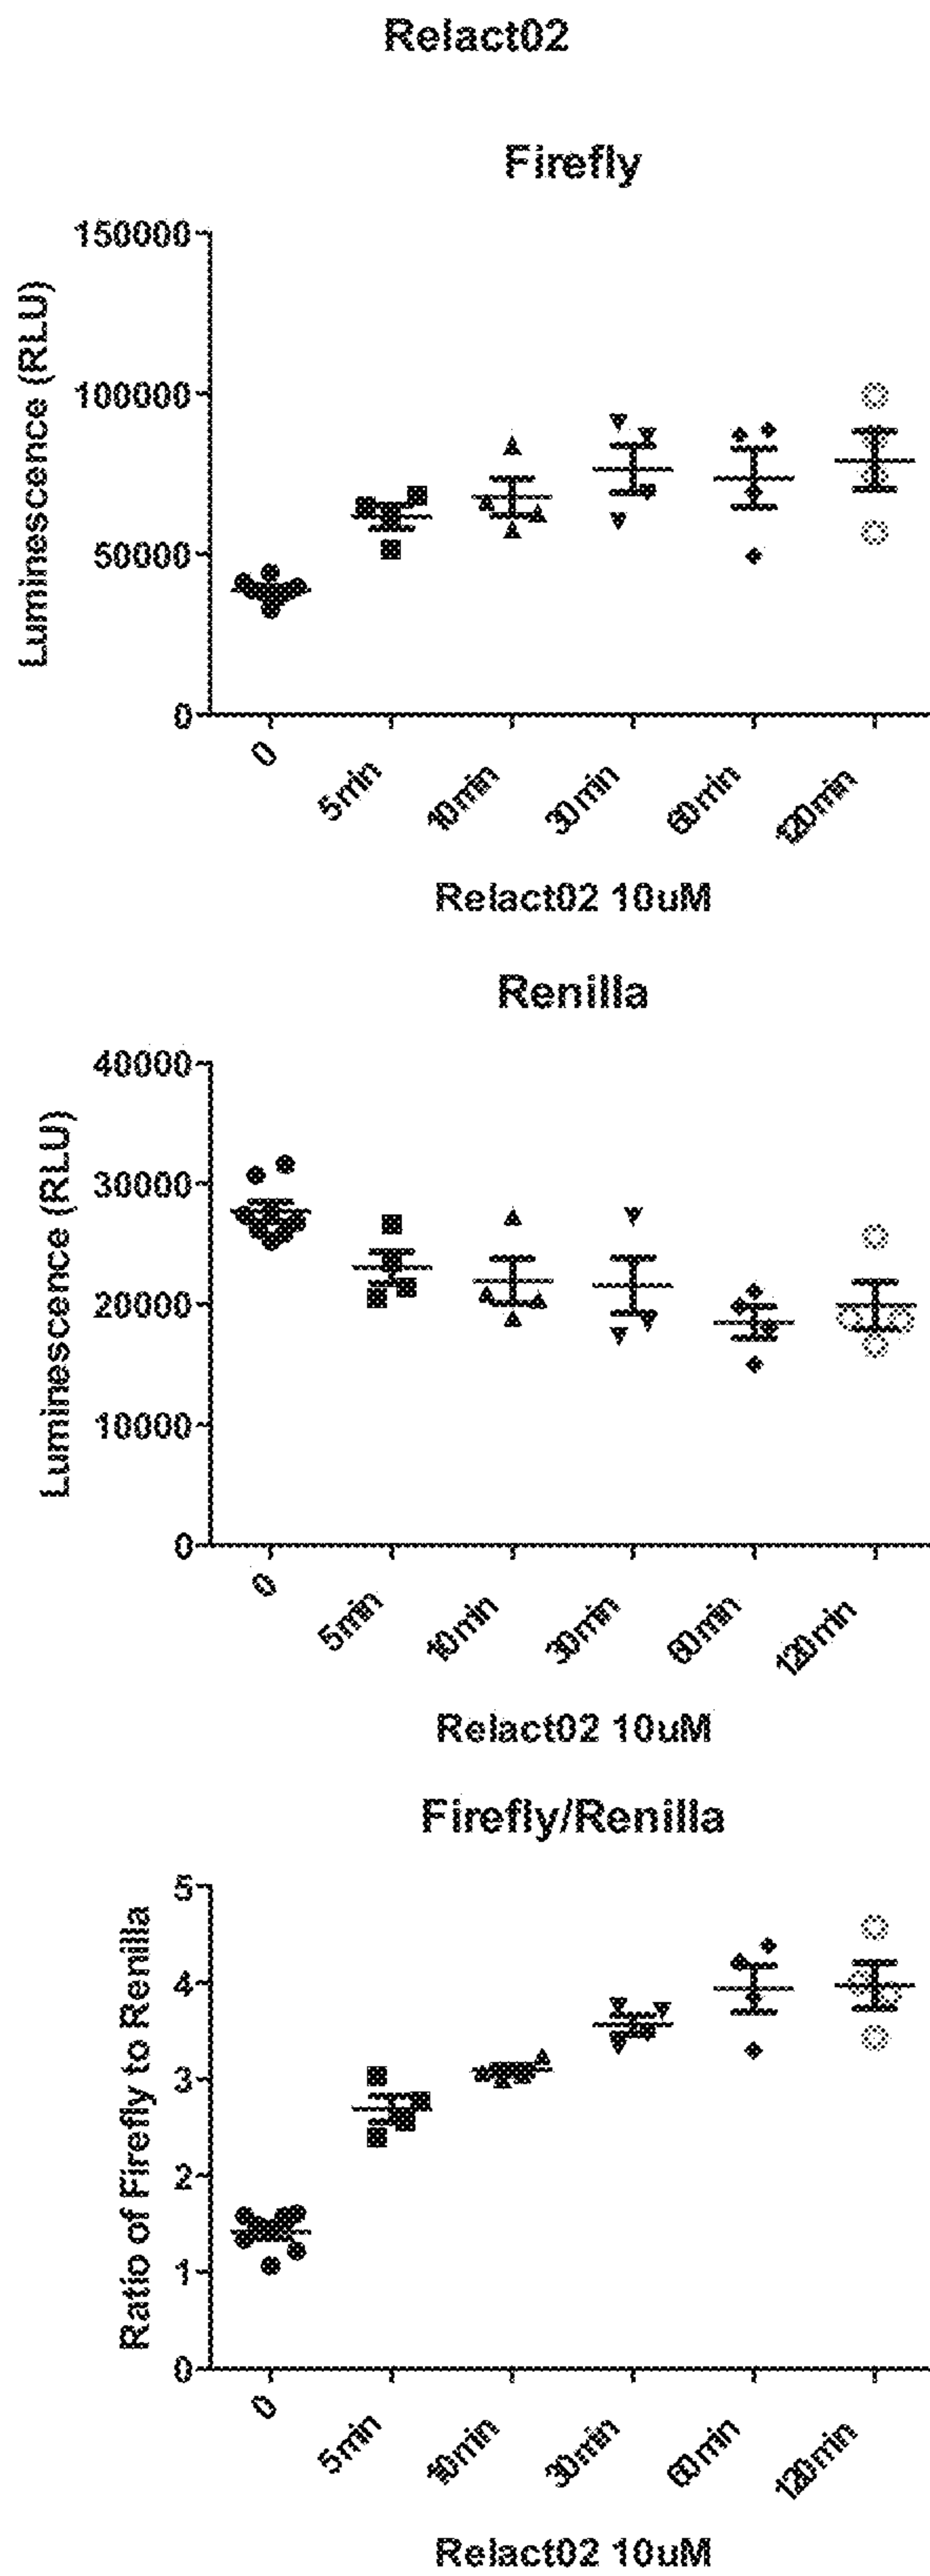 Relact02
Firefly
Luminescence (RLU)
150000
100000
50000
0
0
5min
10min
30min
60min
120min
Relact02 10uM
Renilla
Luminescence (RLU)
40000
30000
20000
10000
0
0
5min
10min
30min
60min
120min
Relact02 10uM
Firefly/Renilla
Ratio of Firefly to Renilla
5
4
3
2
1
0
0
5min
10min
30min
60min
120min
Relact02 10uM